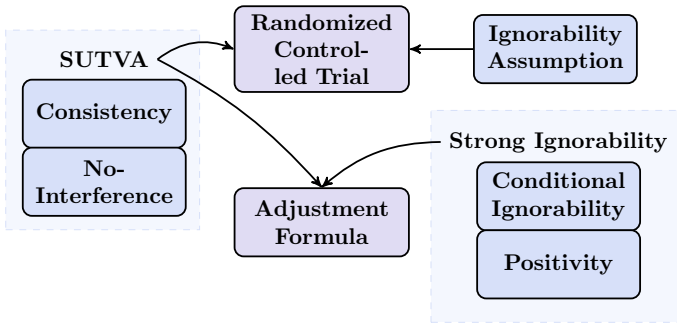 SUTVA
Consistency
No-
Interference
Randomized
Control-
led Trial
Ignorability
Assumption
Adjustment
Formula
Strong Ignorability
Conditional
Ignorability
Positivity